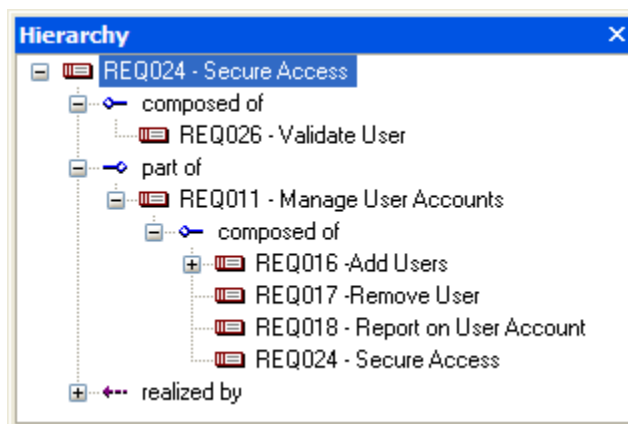 Hierarchy
REQ024 - Secure Access
composed of
REQ026 - Validate User
part of
REQ011 - Manage User Accounts
composed of
REQ016 -Add Users
REQ017 -Remove User
REQ018 - Report on User Account
REQ024 - Secure Access
realized by